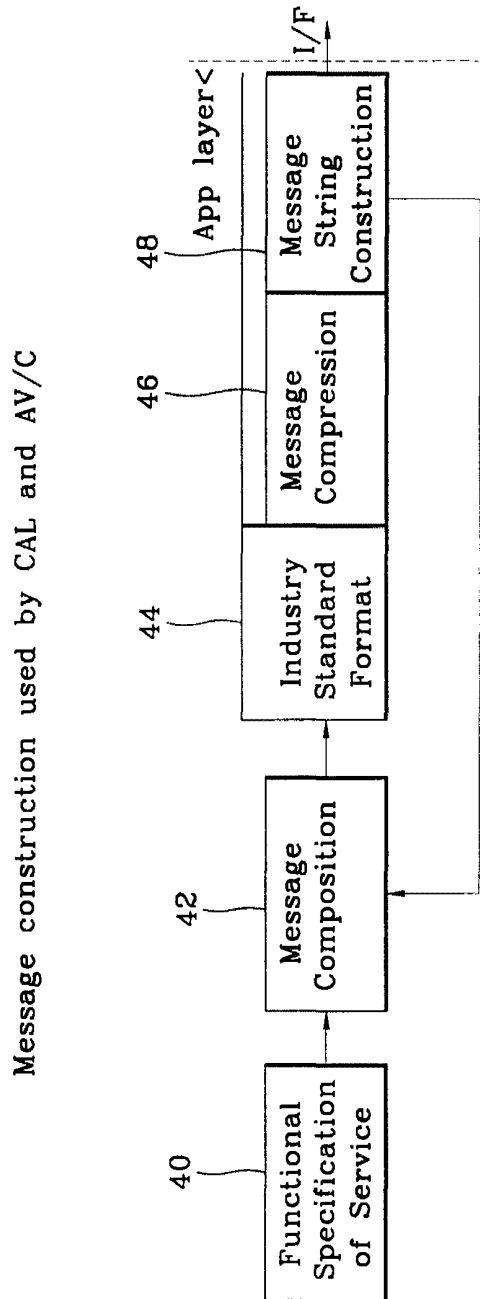 Message construction used by CAL and AV/C
40
Functional
Specification
of Service
42
Message
Composition
44
Industry
Standard
Format
46
Message
Compression
48
Message
String
Construction
App layer<
I/F